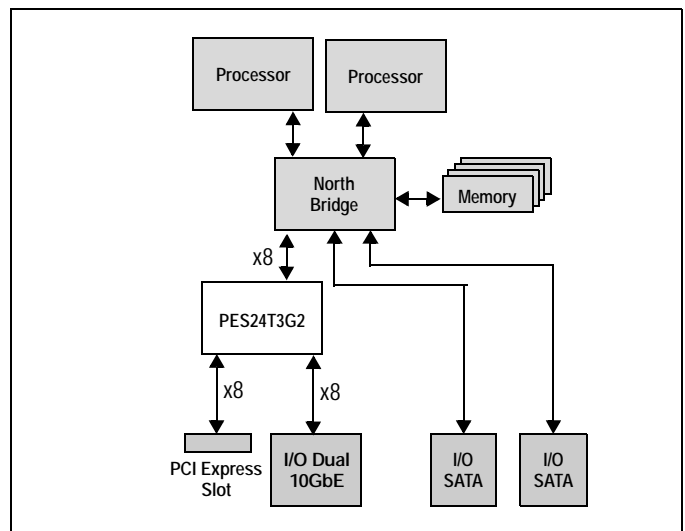 Processor
Processor
North
Bridge
Memory
x8
PES24T3G2
x8
x8
PCI Express
Slot
I/O Dual
10GbE
I/O
SATA
I/O
SATA